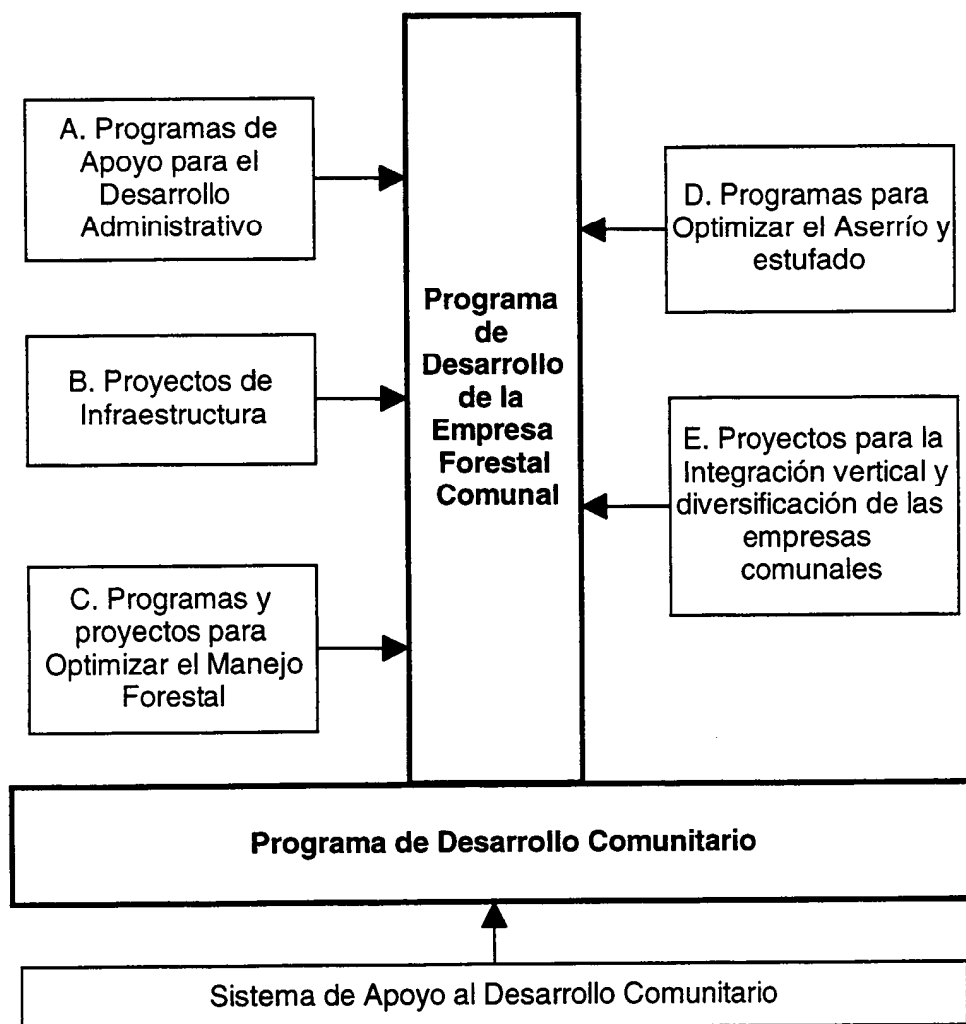 A. Programas de
Apoyo para el
Desarrollo
Administrativo
B. Proyectos de
Infraestructura
C. Programas y
proyectos para
Optimizar el Manejo
Forestal
Programa
de
Desarrollo
de la
Empresa
Forestal
Comunal
D. Programas para
Optimizar el Aserrío y
estufado
E. Proyectos para la
Integración vertical y
diversificación de las
empresas
comunales
Programa de Desarrollo Comunitario
Sistema de Apoyo al Desarrollo Comunitario